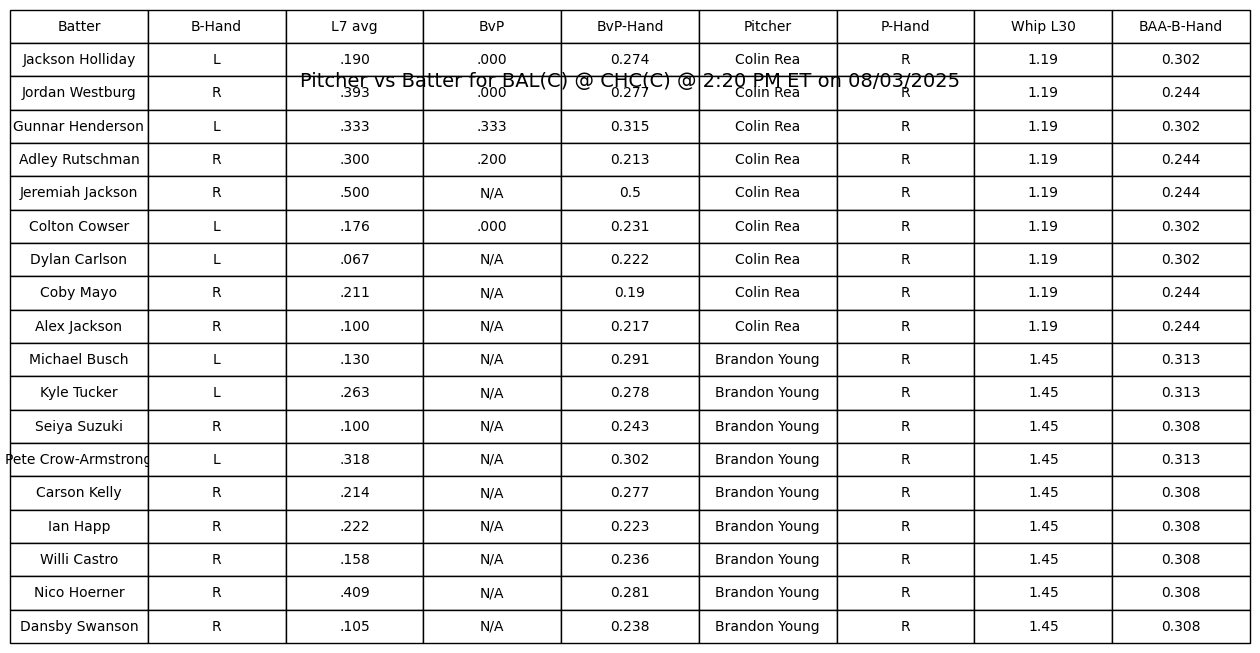 Batter B-Hand L7 avg BvP BvP-Hand Pitcher P-Hand Whip L30 BAA-B-Hand
Jackson Holliday L .190 .000 0.274 Colin Rea R 1.19 0.302
Pitcher vs Batter for BAL(C) @ CHC(C) @ 2:20 PM ET on 08/03/2025
Jordan Westburg R .393 .000 0.277 Colin Rea R 1.19 0.244
Gunnar Henderson L .333 .333 0.315 Colin Rea R 1.19 0.302
Adley Rutschman R .300 .200 0.213 Colin Rea R 1.19 0.244
Jeremiah Jackson R .500 N/A 0.5 Colin Rea R 1.19 0.244
Colton Cowser L .176 .000 0.231 Colin Rea R 1.19 0.302
Dylan Carlson L .067 N/A 0.222 Colin Rea R 1.19 0.302
Coby Mayo R .211 N/A 0.19 Colin Rea R 1.19 0.244
Alex Jackson R .100 N/A 0.217 Colin Rea R 1.19 0.244
Michael Busch L .130 N/A 0.291 Brandon Young R 1.45 0.313
Kyle Tucker L .263 N/A 0.278 Brandon Young R 1.45 0.313
Seiya Suzuki R .100 N/A 0.243 Brandon Young R 1.45 0.308
Pete Crow-Armstrong L .318 N/A 0.302 Brandon Young R 1.45 0.313
Carson Kelly R .214 N/A 0.277 Brandon Young R 1.45 0.308
Ian Happ R .222 N/A 0.223 Brandon Young R 1.45 0.308
Willi Castro R .158 N/A 0.236 Brandon Young R 1.45 0.308
Nico Hoerner R .409 N/A 0.281 Brandon Young R 1.45 0.308
Dansby Swanson R .105 N/A 0.238 Brandon Young R 1.45 0.308